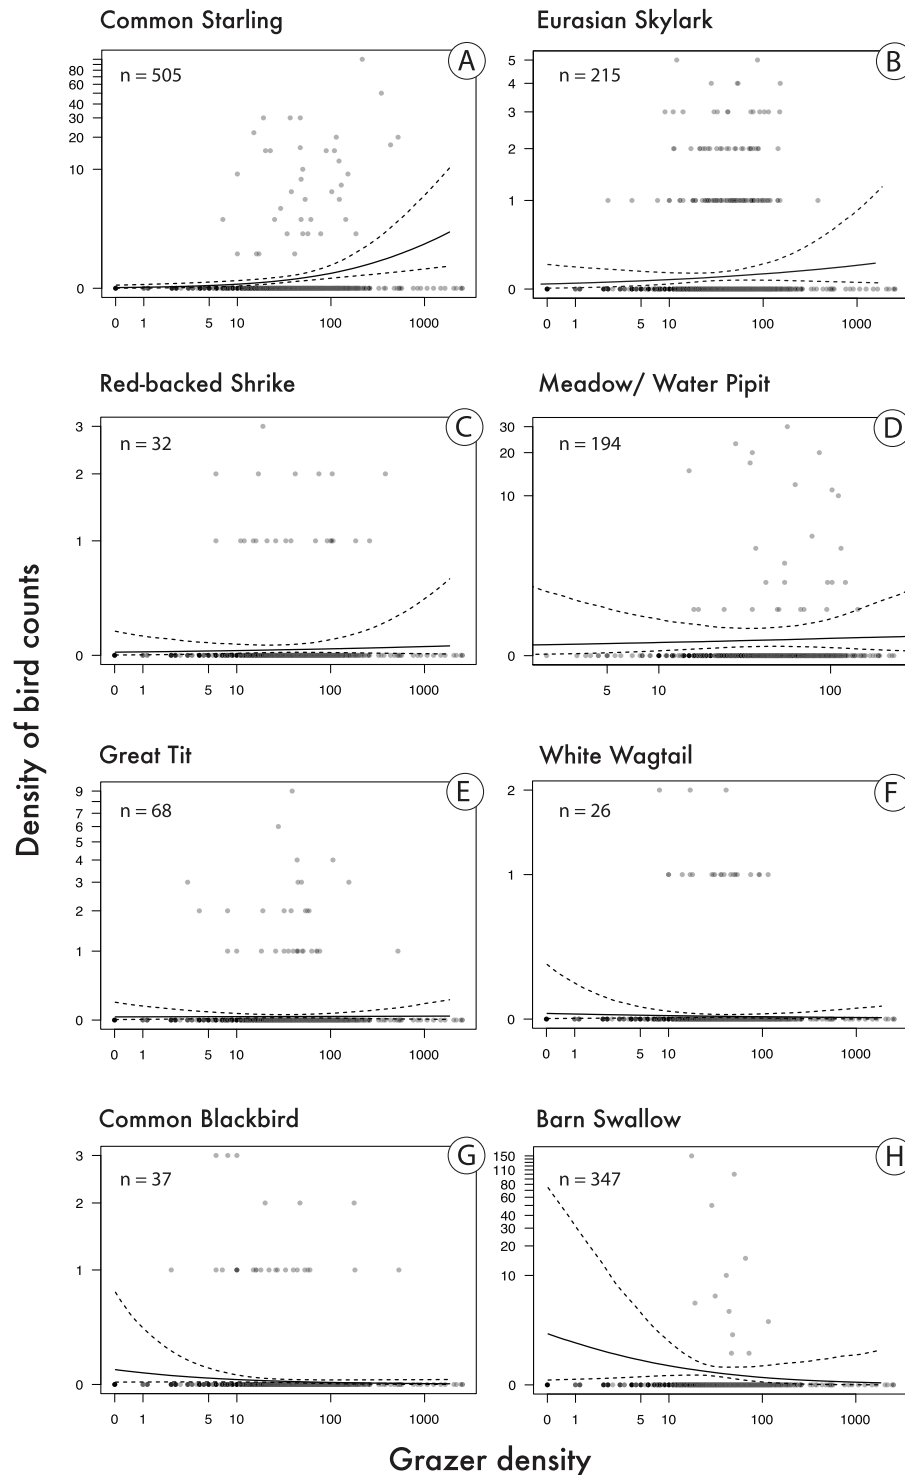 Common Starling
A
n = 505
80
60
40
30
20
10
0
0 1 5 10 100 1000
Eurasian Skylark
B
n = 215
5
4
3
2
1
0
0 1 5 10 100 1000
Red-backed Shrike
C
n = 32
3
2
1
0
0 1 5 10 100 1000
Meadow/ Water Pipit
D
n = 194
30
20
10
0
5 10 100
Great Tit
E
n = 68
9
7
6
5
4
3
2
1
0
0 1 5 10 100 1000
White Wagtail
F
n = 26
2
1
0
0 1 5 10 100 1000
Common Blackbird
G
n = 37
3
2
1
0
0 1 5 10 100 1000
Barn Swallow
H
n = 347
150
110
80
60
40
30
20
10
0
0 1 5 10 100 1000
Density of bird counts
Grazer density